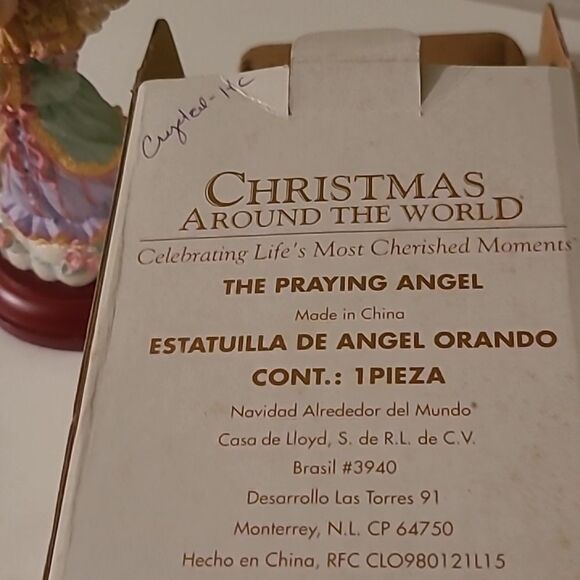 Crystal-
CHRISTMAS
AROUND THE WORLD®
Celebrating Life's Most Cherished Moments
THE PRAYING ANGEL
Made in China
ESTATUILLA DE ANGEL ORANDO
CONT.: 1PIEZA
Navidad Alrededor del Mundo®
Casa de Lloyd, S. de R.L. de C.V.
Brasil #3940
Desarrollo Las Torres 91
Monterrey, N.L. CP 64750
Hecho en China, RFC CLO980121L15